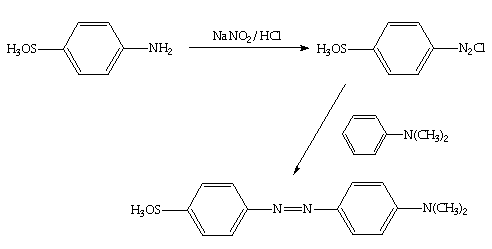 NaNO2/HCl
H3OS NH2 H3OS N2Cl
N(CH3)2
H3OS N=N N(CH3)2